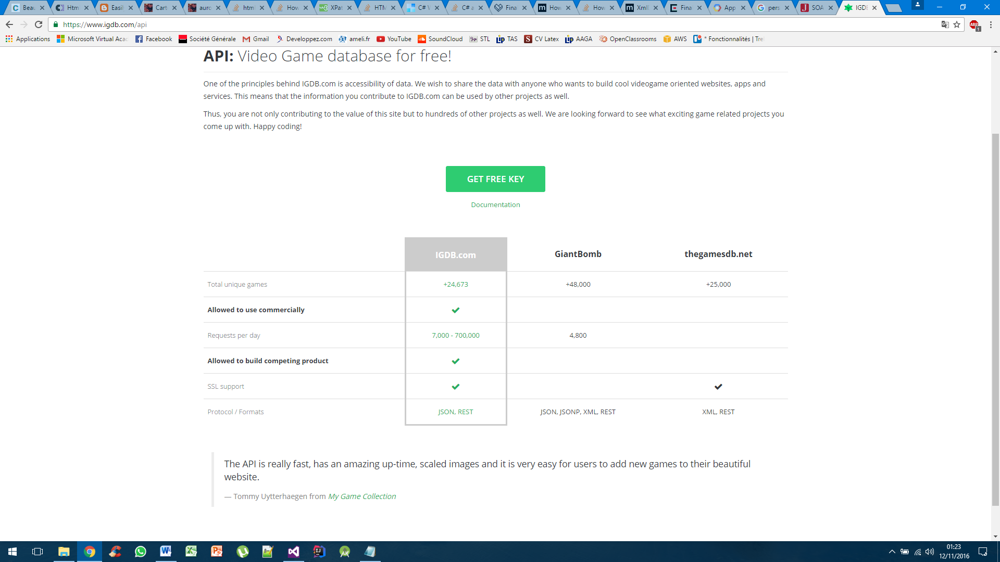 Beau
Htm
Easil
Cart
auro
html
How
XPat
HTM
C# V
C# a
Fina
How
How
Xml
Fina
App
pers
SOA
IGDB
https://www.igdb.com/api
ABP
1
Applications
Microsoft Virtual Aca
Facebook
Société Générale
Gmail
Developpez.com
ameli.fr
YouTube
SoundCloud
STL
TAS
CV Latex
AAGA
OpenClassrooms
AWS
* Fonctionnalités | Tre
API: Video Game database for free!
One of the principles behind IGDB.com is accessibility of data. We wish to share the data with anyone who wants to build cool videogame oriented websites, apps and
services. This means that the information you contribute to IGDB.com can be used by other projects as well.
Thus, you are not only contributing to the value of this site but to hundreds of other projects as well. We are looking forward to see what exciting game related projects you
come up with. Happy coding!
GET FREE KEY
Documentation
IGDB.com GiantBomb thegamesdb.net
Total unique games +24,673 +48,000 +25,000
Allowed to use commercially
Requests per day 7,000 - 700,000 4,800
Allowed to build competing product
SSL support
Protocol / Formats JSON, REST JSON, JSONP, XML, REST XML, REST
The API is really fast, has an amazing up-time, scaled images and it is very easy for users to add new games to their beautiful
website.
— Tommy Uytterhaegen from My Game Collection
01:23
12/11/2016